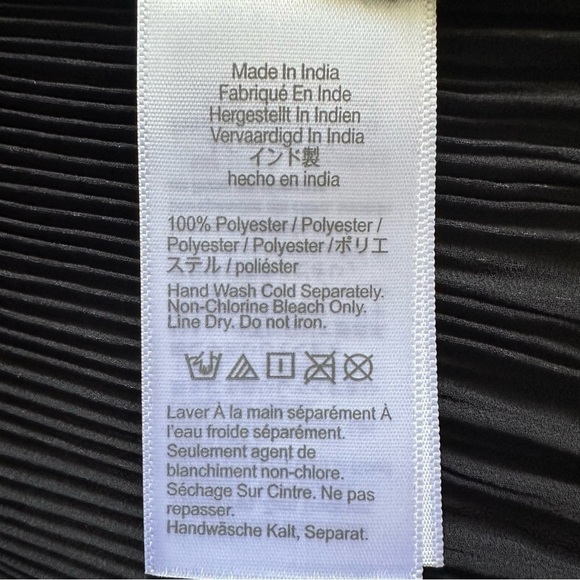 Made In India
Fabriqué En Inde
Hergestellt In Indien
Vervaardigd In India
インド製
hecho en india
100% Polyester / Polyester /
Polyester / Polyester /ポリエ
ステル / poliéster
Hand Wash Cold Separately.
Non-Chlorine Bleach Only.
Line Dry. Do not iron.
Laver À la main séparément À
l'eau froide séparément.
Seulement agent de
blanchiment non-chlore.
Séchage Sur Cintre. Ne pas
repasser.
Handwäsche Kalt, Separat.